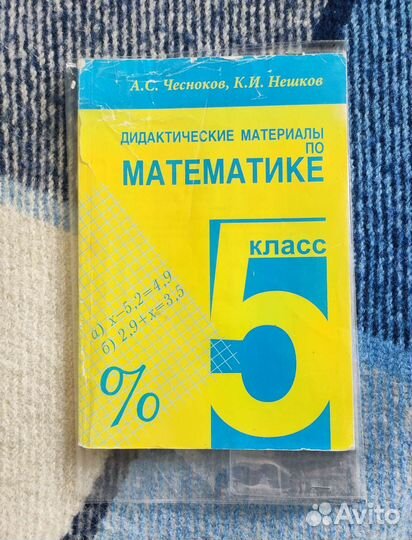 А.С. Чесноков, К.И. Нешков
ДИДАКТИЧЕСКИЕ МАТЕРИАЛЫ
ПО
МАТЕМАТИКЕ
5
класс
а) x−5,2=4,9
б) 2,9+x=3,5
%
Avito